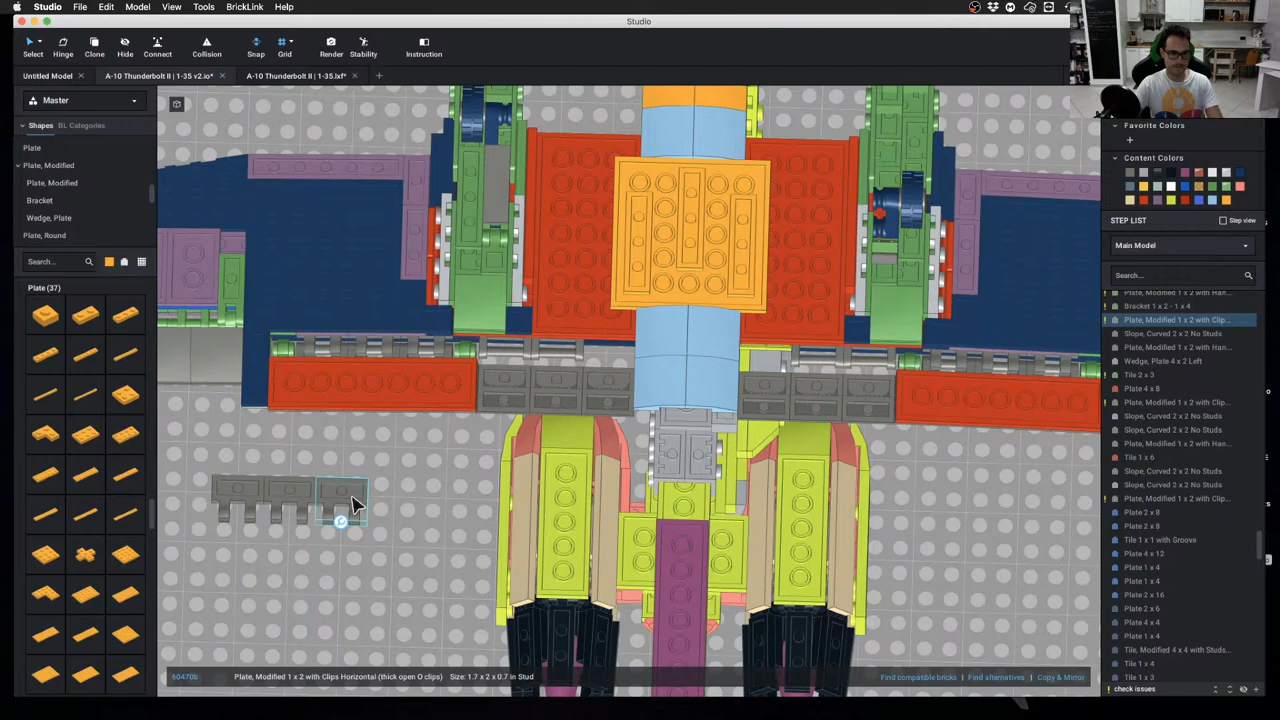 Studio File Edit Model View Tools BrickLink Help
Studio
Select Hinge Clone Hide Connect Collision Snap Grid Render Stability Instruction
Untitled Model × A-10 Thunderbolt II | 1-35 v2.io* × A-10 Thunderbolt II | 1-35.lxf* × +
Master
Shapes BL Categories
Plate
Plate, Modified
Plate, Modified
Bracket
Wedge, Plate
Plate, Round
Search...
Plate (37)
Favorite Colors
+
Content Colors
STEP LIST
Step view
Main Model
Search...
Plate, Modified 1 x 2 with Han...
Bracket 1 x 2 - 1 x 4
Plate, Modified 1 x 2 with Clip...
Slope, Curved 2 x 2 No Studs
Plate, Modified 1 x 2 with Han...
Wedge, Plate 4 x 2 Left
Tile 2 x 3
Plate 4 x 8
Plate, Modified 1 x 2 with Clip...
Slope, Curved 2 x 2 No Studs
Slope, Curved 2 x 2 No Studs
Plate, Modified 1 x 2 with Han...
Tile 1 x 6
Slope, Curved 2 x 2 No Studs
Slope, Curved 2 x 2 No Studs
Plate, Modified 1 x 2 with Clip...
Plate 2 x 8
Plate 2 x 8
Tile 1 x 1 with Groove
Plate 4 x 12
Plate 1 x 4
Plate 1 x 4
Plate 2 x 16
Plate 2 x 6
Plate 4 x 4
Plate 1 x 4
Tile, Modified 4 x 4 with Studs...
Tile 1 x 4
Tile 1 x 3
check issues
60470b Plate, Modified 1 x 2 with Clips Horizontal (thick open O clips) Size: 1.7 x 2 x 0.7 in Stud Find compatible bricks | Find alternatives | Copy & Mirror